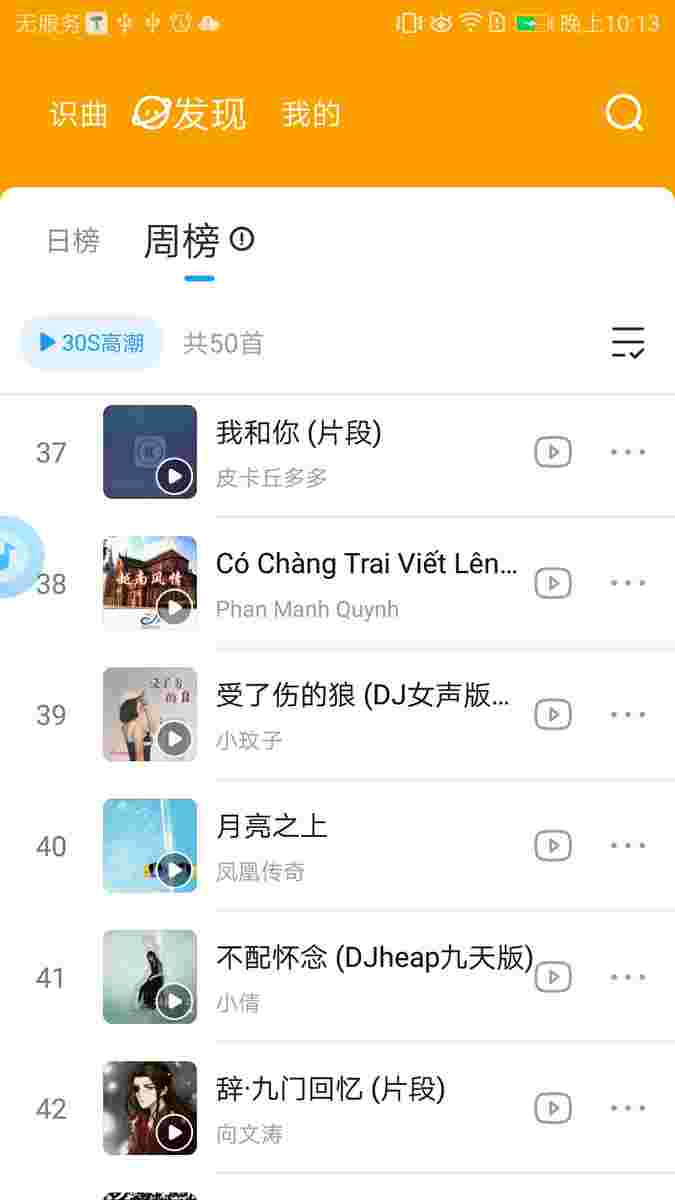 无服务
晚上10:13
识曲 发现 我的
日榜 周榜
30S高潮 共50首
37
我和你 (片段)
皮卡丘多多
38
越南风情
Có Chàng Trai Viết Lên...
Phan Manh Quynh
39
受了伤的狼 (DJ女声版...
小玟子
40
月亮之上
凤凰传奇
41
不配怀念 (DJheap九天版)
小倩
42
辞·九门回忆 (片段)
向文涛